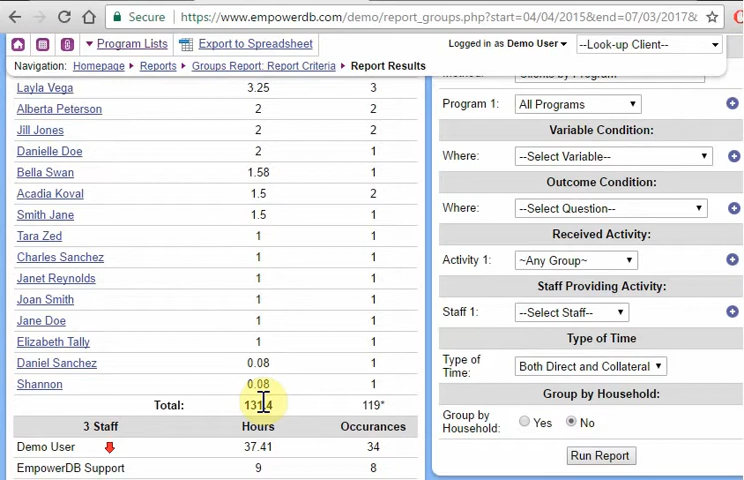 Secure https://www.empowerdb.com/demo/report_groups.php?start=04/04/2015&end=07/03/2017&
Program Lists Export to Spreadsheet Logged in as Demo User --Look-up Client--
Navigation: Homepage Reports Groups Report: Report Criteria Report Results
Layla Vega 3.25 3
Alberta Peterson 2 2
Jill Jones 2 2
Danielle Doe 2 1
Bella Swan 1.58 1
Acadia Koval 1.5 2
Smith Jane 1.5 1
Tara Zed 1 1
Charles Sanchez 1 1
Janet Reynolds 1 1
Joan Smith 1 1
Jane Doe 1 1
Elizabeth Tally 1 1
Daniel Sanchez 0.08 1
Shannon 0.08 1
Total: 131.4 119*
3 Staff Hours Occurances
Demo User 37.41 34
EmpowerDB Support 9 8
Clients by Program
Program 1: All Programs
Variable Condition:
Where: --Select Variable--
Outcome Condition:
Where: --Select Question--
Received Activity:
Activity 1: ~Any Group~
Staff Providing Activity:
Staff 1: --Select Staff--
Type of Time
Type of Time: Both Direct and Collateral
Group by Household:
Group by Household: Yes No
Run Report